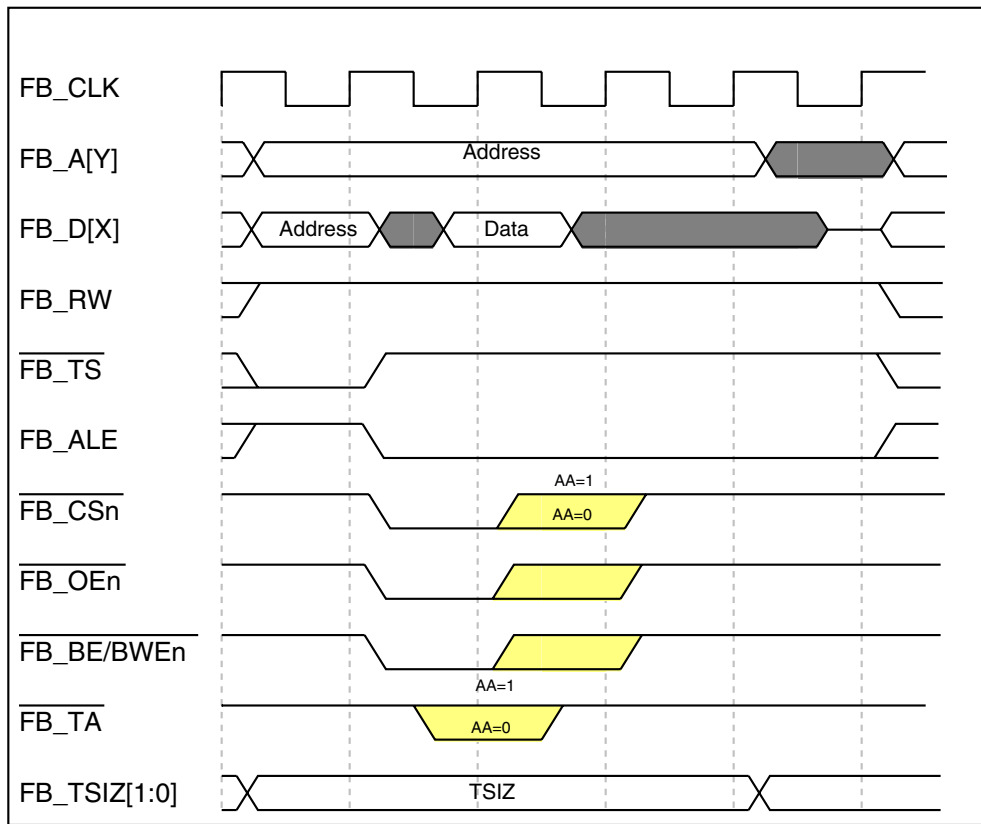 FB_CLK
FB_A[Y]
Address
FB_D[X]
Address
Data
FB_RW
FB_TS
FB_ALE
AA=1
FB_CSn
AA=0
FB_OEn
FB_BE/BWEn
AA=1
FB_TA
AA=0
FB_TSIZ[1:0]
TSIZ